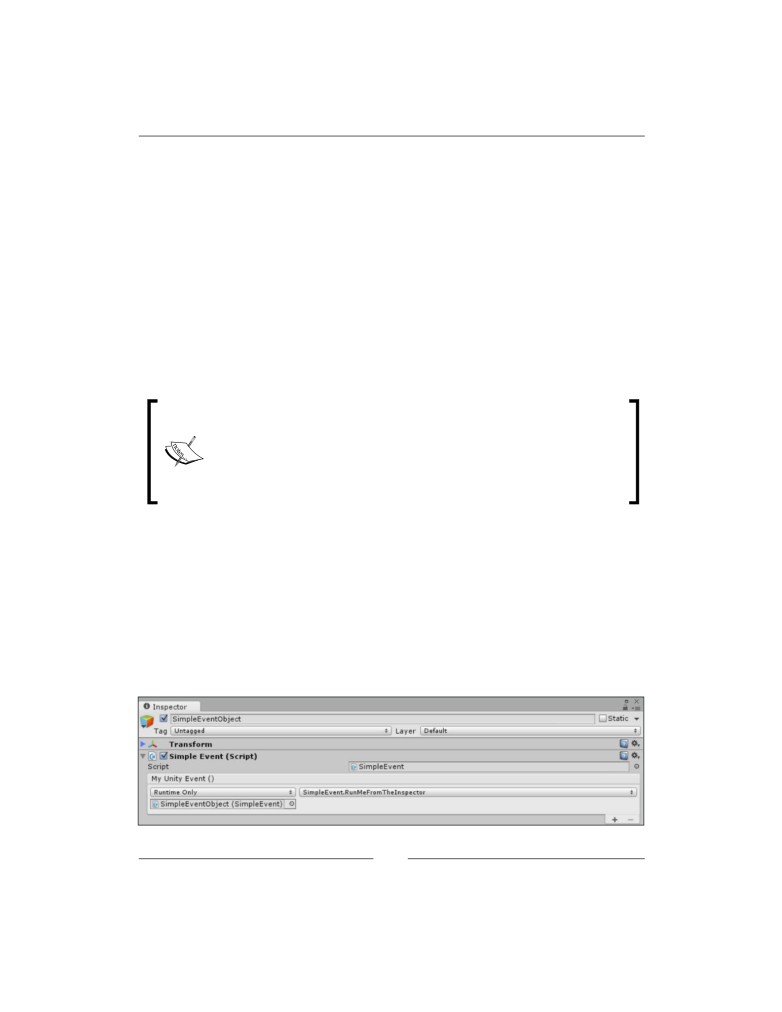 Inspector
SimpleEventObject Static
Tag Untagged Layer Default
Transform
Simple Event (Script)
Script SimpleEvent
My Unity Event ()
Runtime Only SimpleEvent.RunMeFromTheInspector
SimpleEventObject (SimpleEvent)